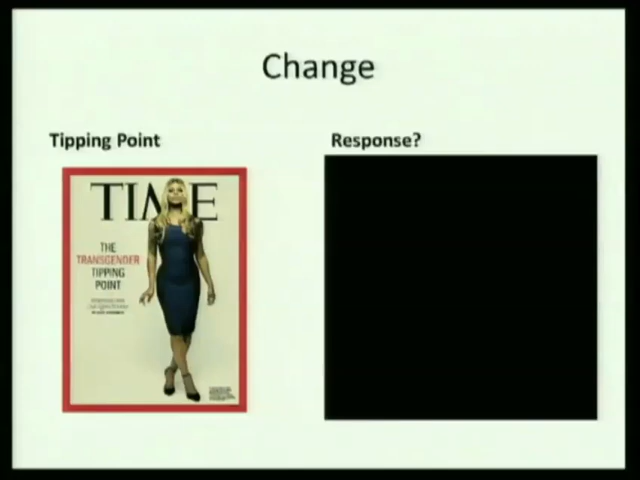 Change
Tipping Point
Response?
TIME
THE
TRANSGENDER
TIPPING
POINT